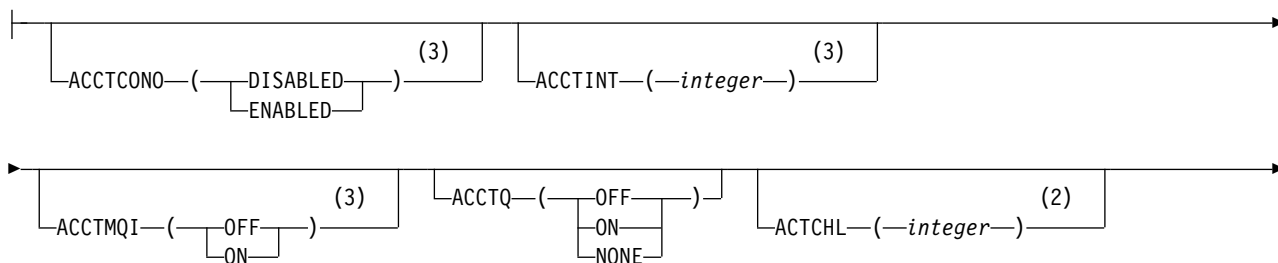 (3) (3)
ACCTCONO ( DISABLED ) ACCTINT ( integer )
ENABLED
(3) (2)
ACCTMQI ( OFF ) ACCTQ ( OFF ) ACTCHL ( integer )
ON ON
NONE